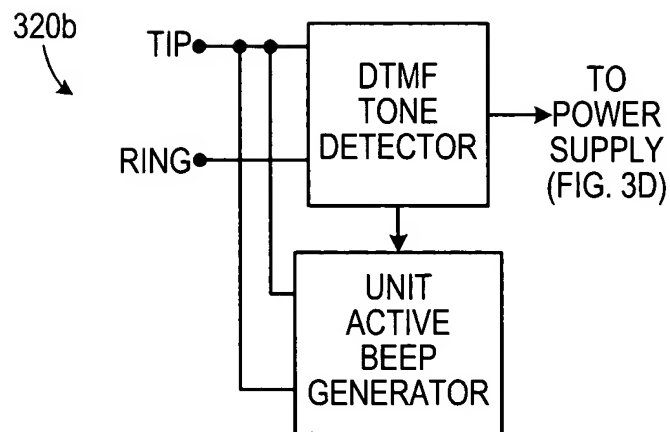 320b
TIP
RING
DTMF
TONE
DETECTOR
TO
POWER
SUPPLY
(FIG. 3D)
UNIT
ACTIVE
BEEP
GENERATOR